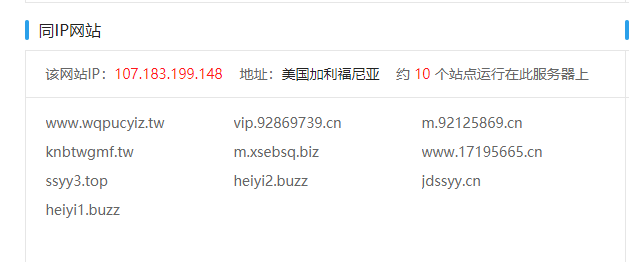 同IP网站
该网站IP：107.183.199.148 地址：美国加利福尼亚 约 10 个站点运行在此服务器上
www.wqpucyiz.tw vip.92869739.cn m.92125869.cn
knbtwgmf.tw m.xsebsq.biz www.17195665.cn
ssyy3.top heiyi2.buzz jdssyy.cn
heiyi1.buzz